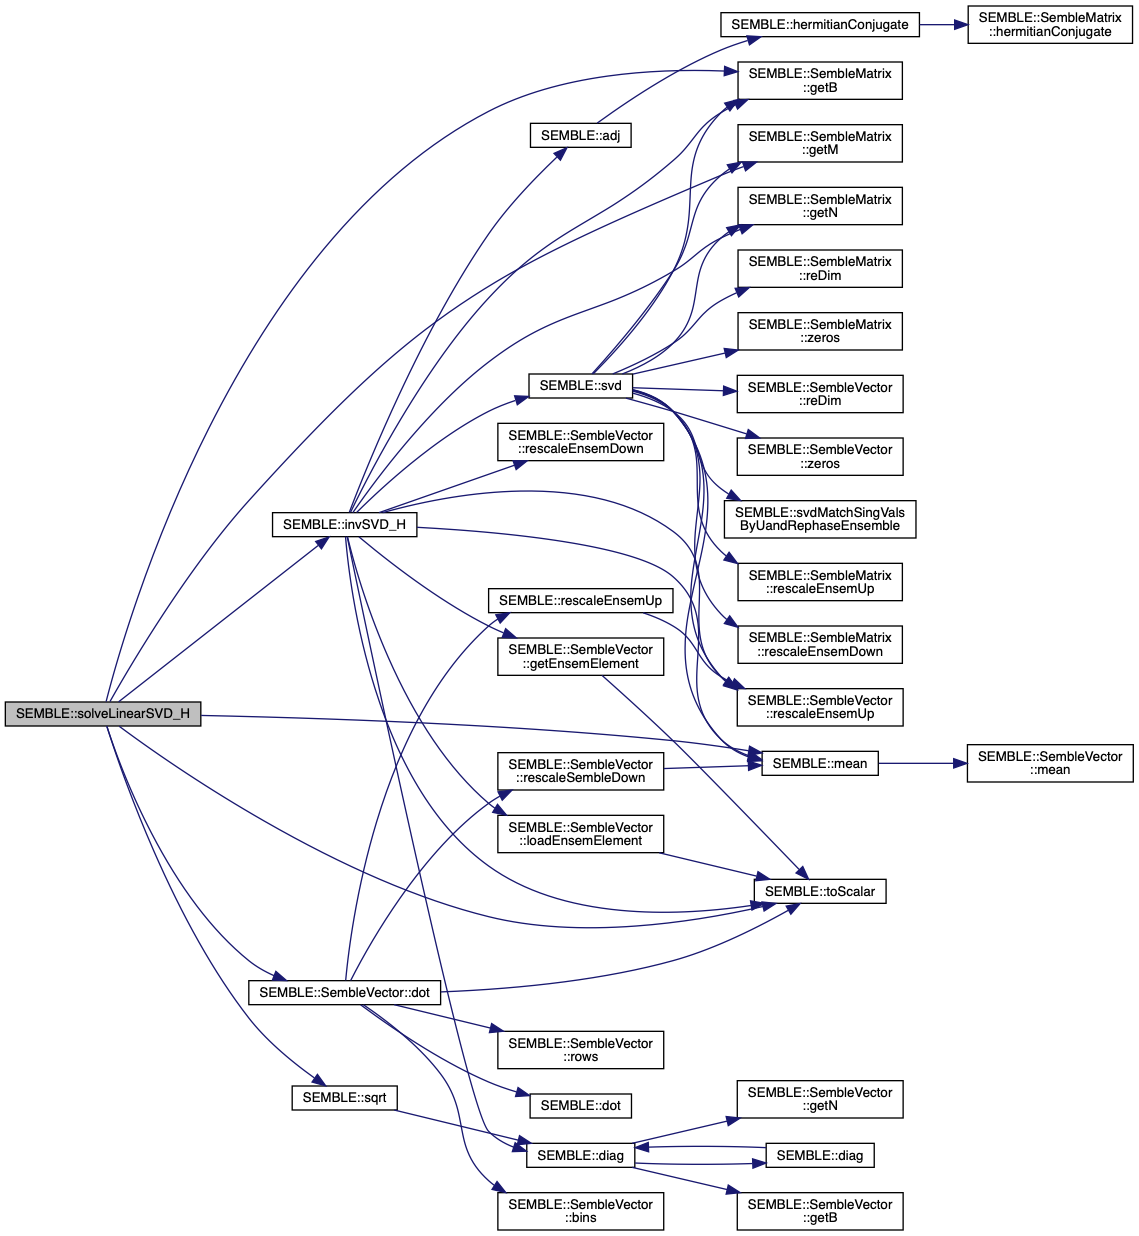 SEMBLE::solveLinearSVD_H
SEMBLE::invSVD_H
SEMBLE::SembleVector::dot
SEMBLE::sqrt
SEMBLE::adj
SEMBLE::svd
SEMBLE::SembleVector
::rescaleEnsemDown
SEMBLE::rescaleEnsemUp
SEMBLE::SembleVector
::getEnsemElement
SEMBLE::SembleVector
::rescaleSembleDown
SEMBLE::SembleVector
::loadEnsemElement
SEMBLE::SembleVector
::rows
SEMBLE::dot
SEMBLE::diag
SEMBLE::SembleVector
::bins
SEMBLE::hermitianConjugate
SEMBLE::SembleMatrix
::getB
SEMBLE::SembleMatrix
::getM
SEMBLE::SembleMatrix
::getN
SEMBLE::SembleMatrix
::reDim
SEMBLE::SembleMatrix
::zeros
SEMBLE::SembleVector
::reDim
SEMBLE::SembleVector
::zeros
SEMBLE::svdMatchSingVals
ByUandRephaseEnsemble
SEMBLE::SembleMatrix
::rescaleEnsemUp
SEMBLE::SembleMatrix
::rescaleEnsemDown
SEMBLE::SembleVector
::rescaleEnsemUp
SEMBLE::mean
SEMBLE::toScalar
SEMBLE::SembleVector
::getN
SEMBLE::diag
SEMBLE::SembleVector
::getB
SEMBLE::SembleMatrix
::hermitianConjugate
SEMBLE::SembleVector
::mean